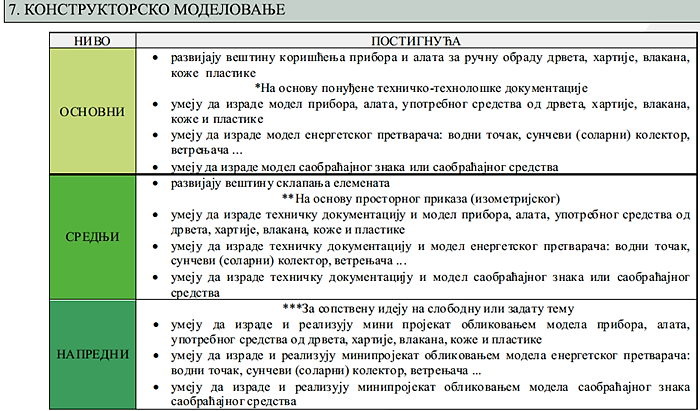 7. КОНСТРУКТОРСКО МОДЕЛОВАЊЕ
НИВО
ПОСТИГНУЋА
ОСНОВНИ
• развијају вештину коришћења прибора и алата за ручну обраду дрвета, хартије, влакана,
коже пластике
*На основу понуђене техничко-технолошке документације
• умеју да израде модел прибора, алата, употребног средства од дрвета, хартије, влакана,
коже и пластике
• умеју да израде модел енергетског претварача: водни точак, сунчеви (соларни) колектор,
ветрењача ...
• умеју да израде модел саобраћајног знака или саобраћајног средства
СРЕДЊИ
• развијају вештину склапања елемената
**На основу просторног приказа (изометријског)
• умеју да израде техничку документацију и модел прибора, алата, употребног средства од
дрвета, хартије, влакана, коже и пластике
• умеју да израде техничку документацију и модел енергетског претварача: водни точак,
сунчеви (соларни) колектор, ветрењача ...
• умеју да израде техничку документацију и модел саобраћајног знака или саобраћајног
средства
НАПРЕДНИ
***За сопствену идеју на слободну или задату тему
• умеју да израде и реализују мини пројекат обликовањем модела прибора, алата,
употребног средства од дрвета, хартије, влакана, коже и пластике
• умеју да израде и реализују минипројекат обликовањем модела енергетског претварача:
водни точак, сунчеви (соларни) колектор, ветрењача ...
• умеју да израде и реализују минипројекат обликовањем модела саобраћајног знака
саобраћајног средства